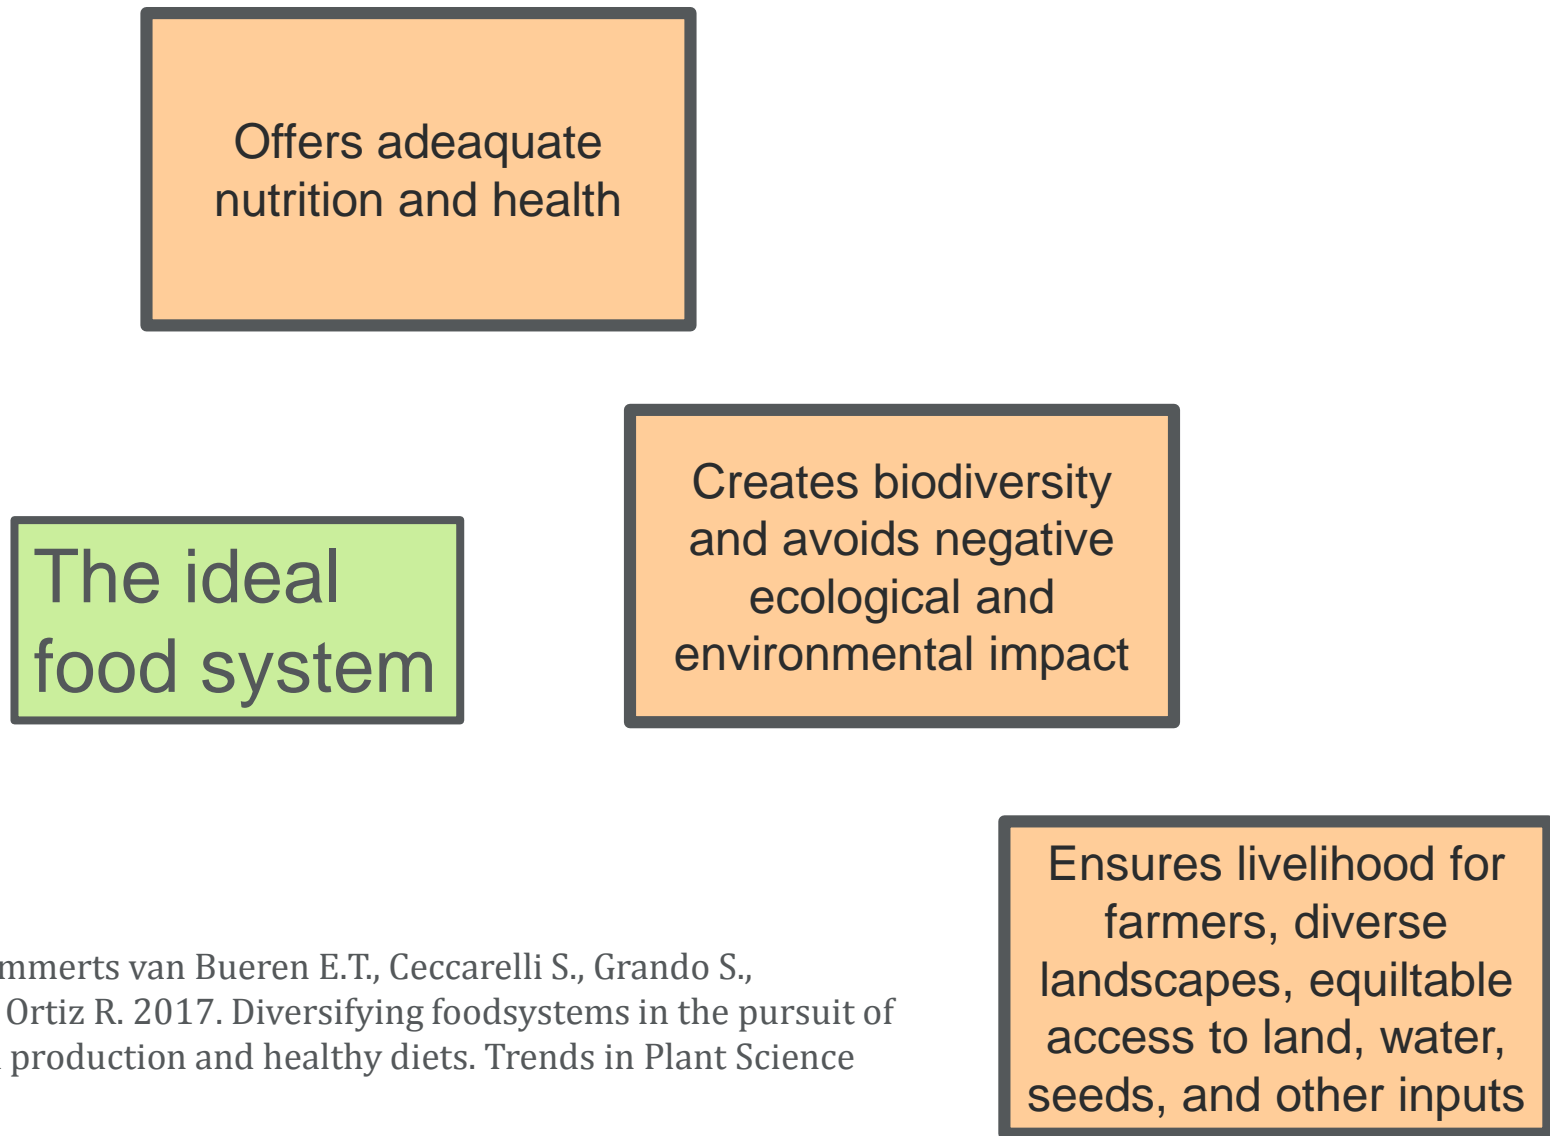 Offers adeaquate
nutrition and health
Creates biodiversity
and avoids negative
ecological and
environmental impact
The ideal
food system
Ensures livelihood for
farmers, diverse
landscapes, equiltable
access to land, water,
seeds, and other inputs
mmerts van Bueren E.T., Ceccarelli S., Grando S.,
Ortiz R. 2017. Diversifying foodsystems in the pursuit of
production and healthy diets. Trends in Plant Science